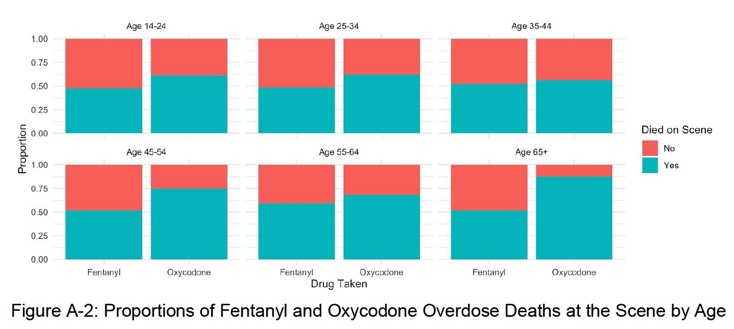 Age 14-24 Age 25-34 Age 35-44
1.00
0.75
0.50
0.25
0.00
Proportion
Age 45-54 Age 55-64 Age 65+
1.00
0.75
0.50
0.25
0.00
Fentanyl Oxycodone Fentanyl Oxycodone Fentanyl Oxycodone
Drug Taken
Died on Scene
No
Yes
Figure A-2: Proportions of Fentanyl and Oxycodone Overdose Deaths at the Scene by Age